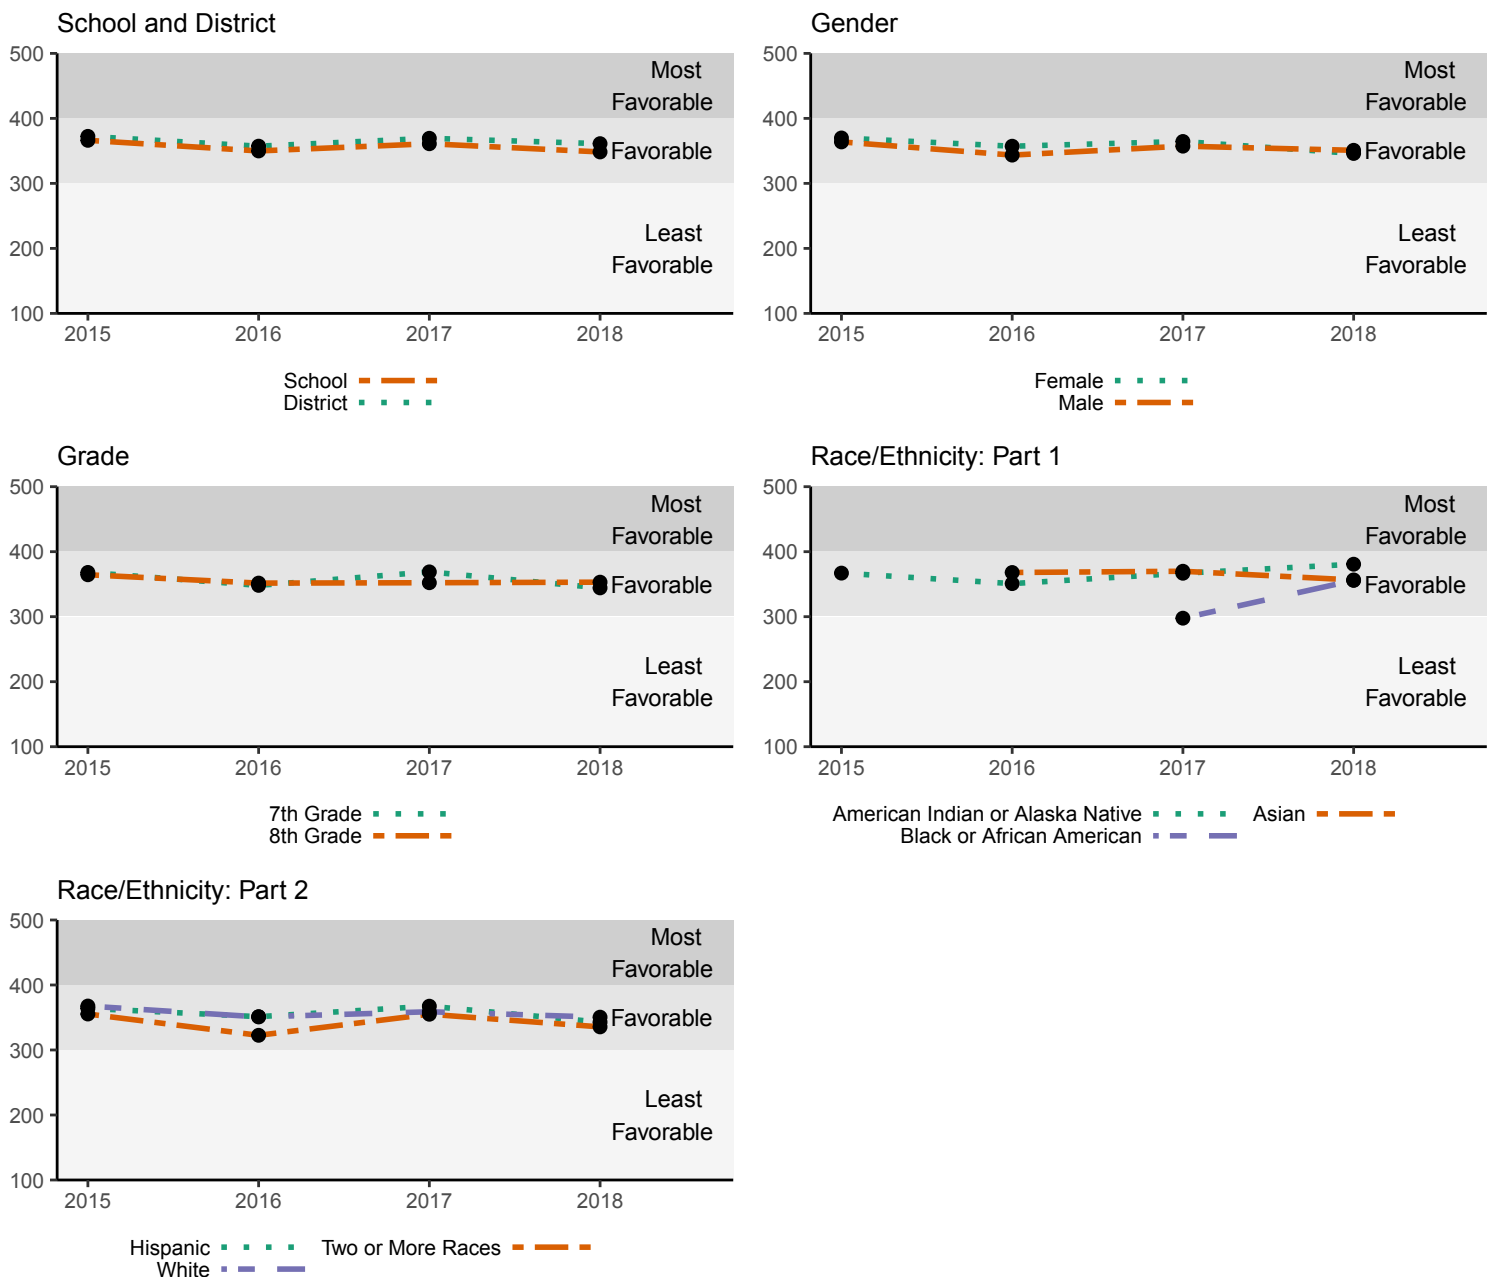 School and District
500
400
300
200
100
Most
Favorable
Favorable
Least
Favorable
2015 2016 2017 2018
School
District
Gender
500
400
300
200
100
Most
Favorable
Favorable
Least
Favorable
2015 2016 2017 2018
Female
Male
Grade
500
400
300
200
100
Most
Favorable
Favorable
Least
Favorable
2015 2016 2017 2018
7th Grade
8th Grade
Race/Ethnicity: Part 1
500
400
300
200
100
Most
Favorable
Favorable
Least
Favorable
2015 2016 2017 2018
American Indian or Alaska Native Asian
Black or African American
Race/Ethnicity: Part 2
500
400
300
200
100
Most
Favorable
Favorable
Least
Favorable
2015 2016 2017 2018
Hispanic Two or More Races
White